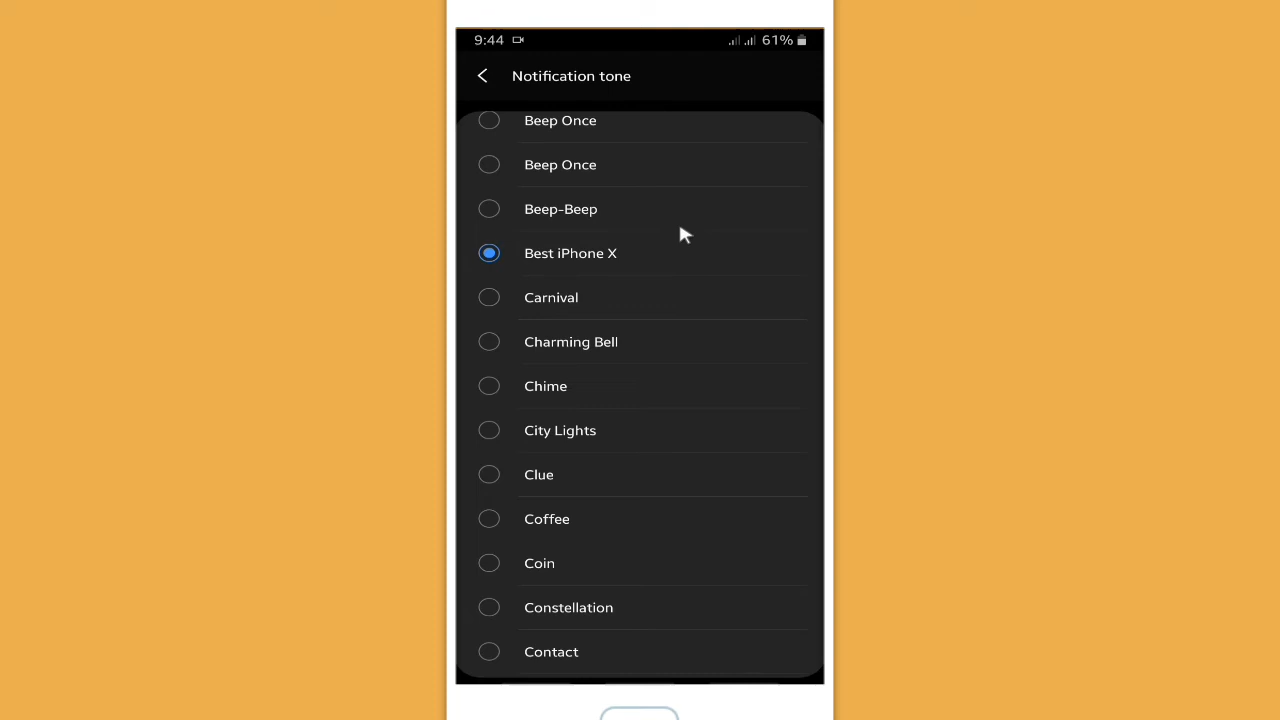 9:44 61%
Notification tone
Beep Once
Beep Once
Beep-Beep
Best iPhone X
Carnival
Charming Bell
Chime
City Lights
Clue
Coffee
Coin
Constellation
Contact